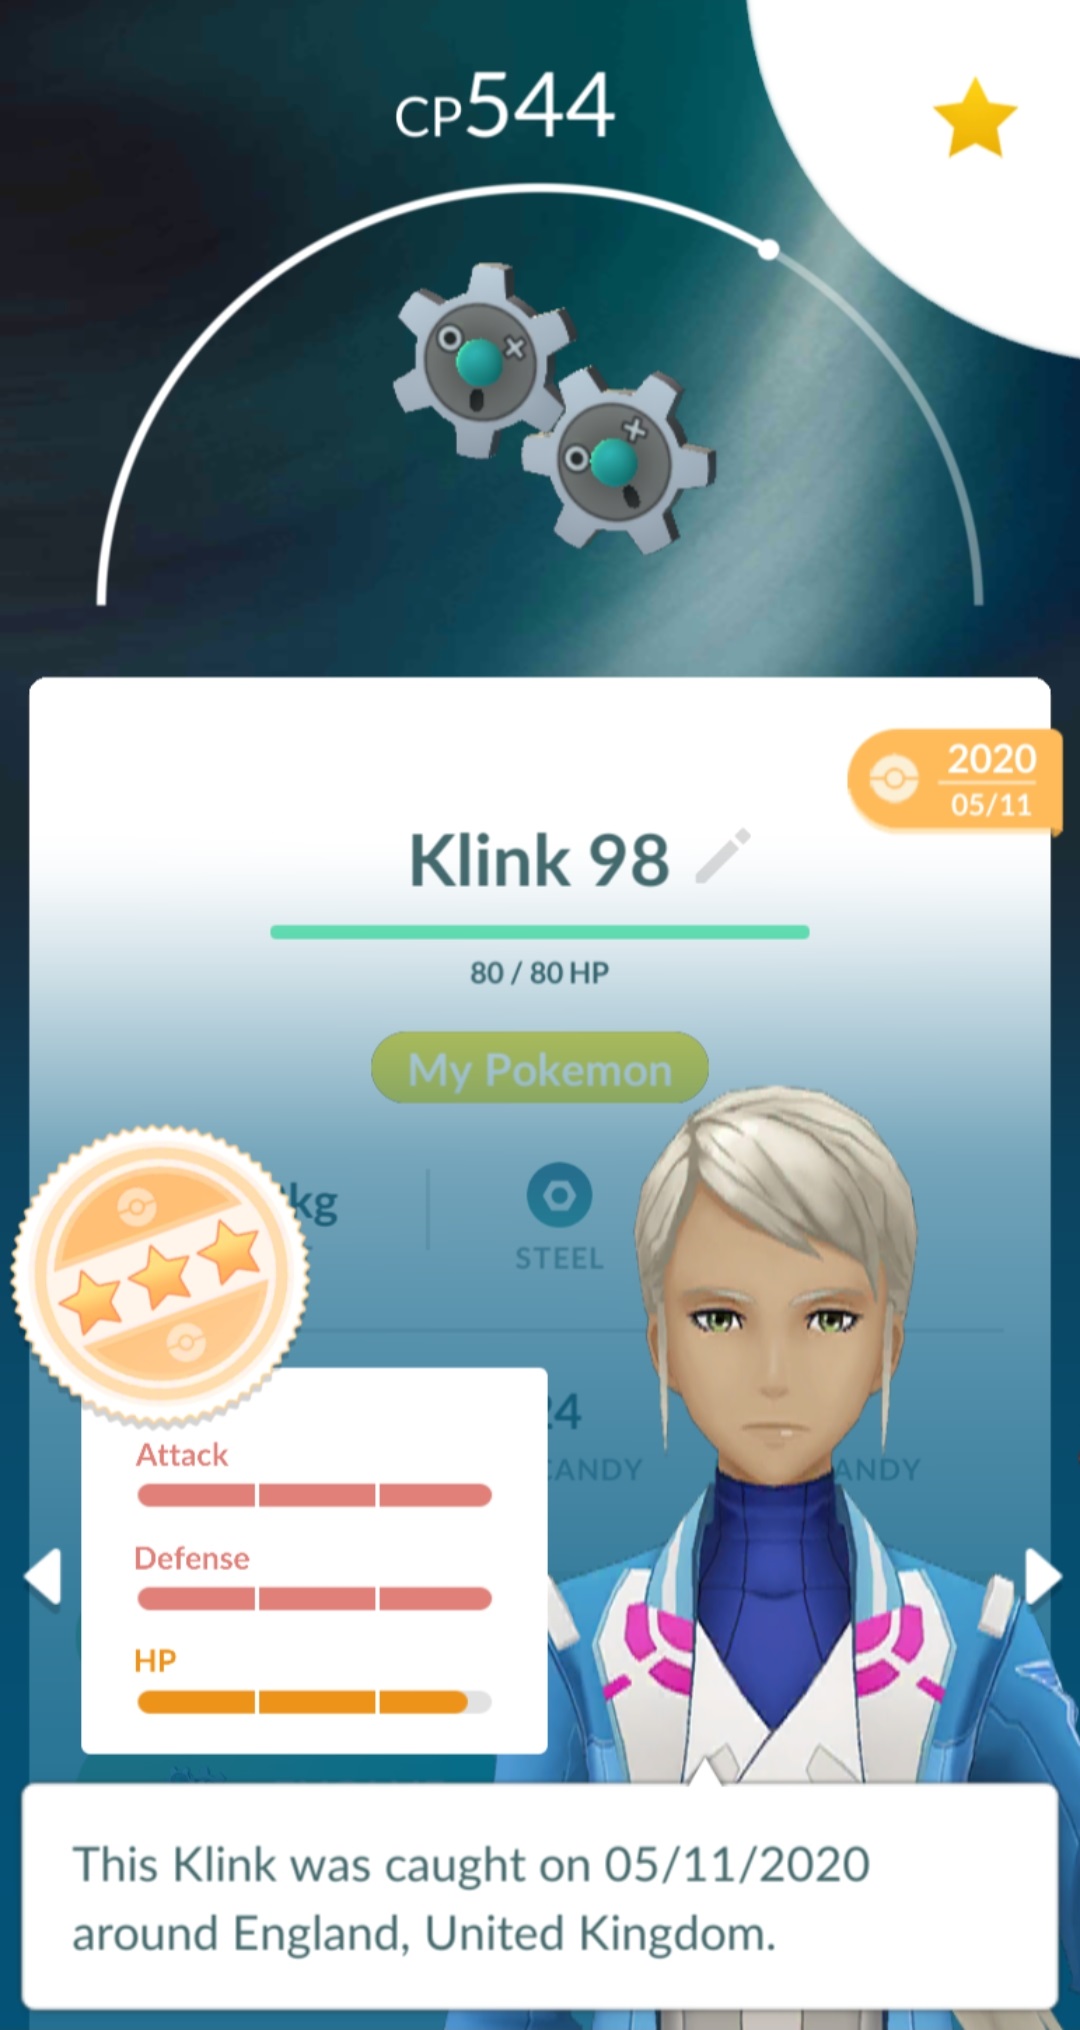 CP544
2020
05/11
Klink 98
80 / 80 HP
My Pokemon
kg
STEEL
24
CANDY
ANDY
Attack
Defense
HP
This Klink was caught on 05/11/2020
around England, United Kingdom.